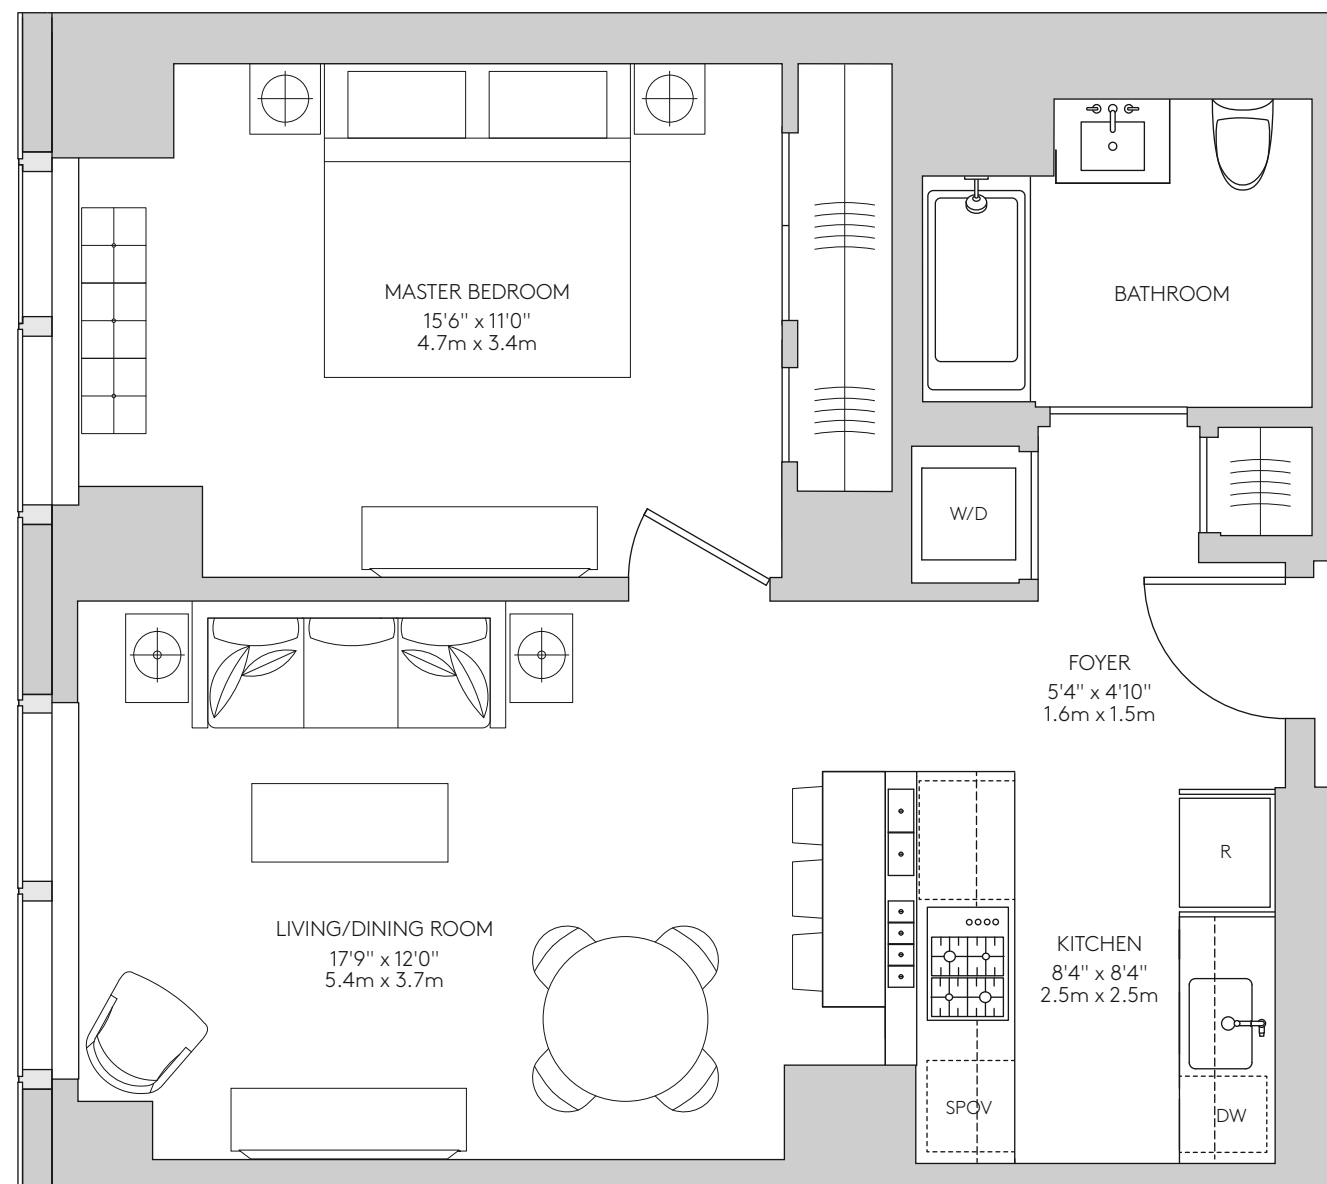 MASTER BEDROOM
15'6" x 11'0"
4.7m x 3.4m
BATHROOM
W/D
FOYER
5'4" x 4'10"
1.6m x 1.5m
R
LIVING/DINING ROOM
17'9" x 12'0"
5.4m x 3.7m
KITCHEN
8'4" x 8'4"
2.5m x 2.5m
SPOV
DW